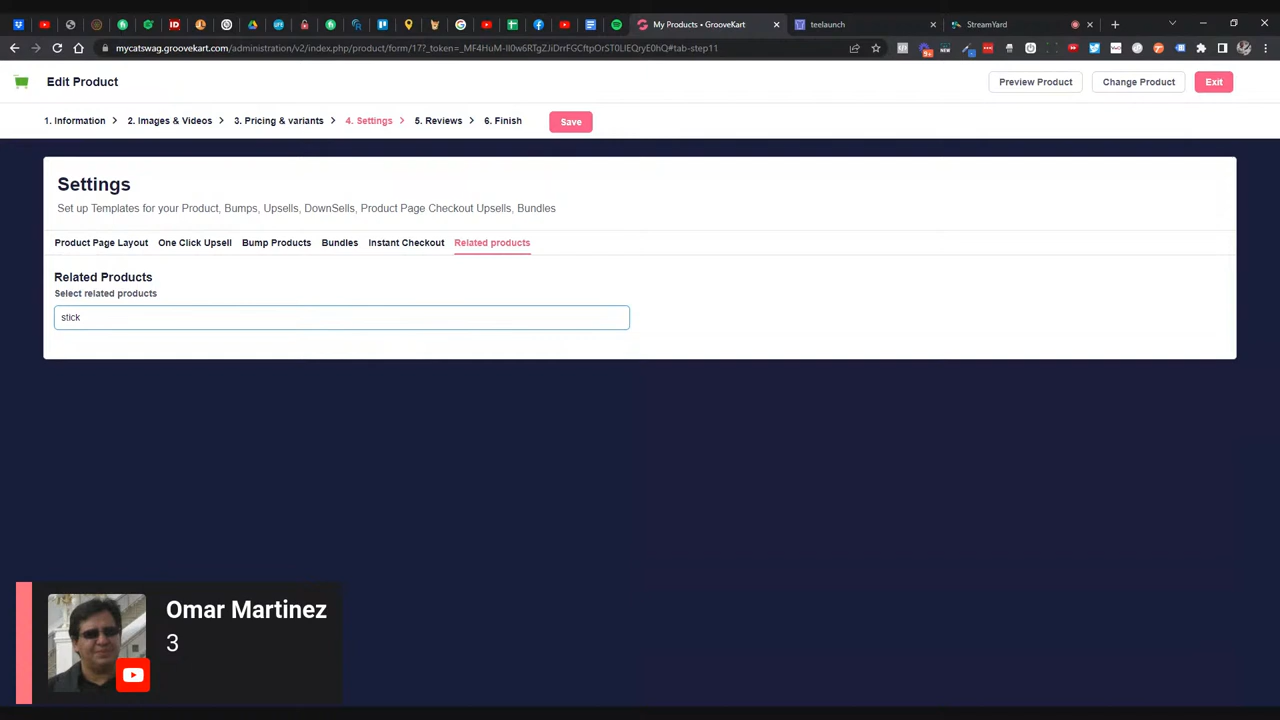 My Products • GrooveKart
teelaunch
StreamYard
mycatswag.groovekart.com/administration/v2/index.php/product/form/17?_token=_MF4HuM-Il0w6RTgZJiDrrFGCftpOrST0LlEQryE0hQ#tab-step11
Edit Product
Preview Product
Change Product
Exit
1. Information
2. Images & Videos
3. Pricing & variants
4. Settings
5. Reviews
6. Finish
Save
Settings
Set up Templates for your Product, Bumps, Upsells, DownSells, Product Page Checkout Upsells, Bundles
Product Page Layout
One Click Upsell
Bump Products
Bundles
Instant Checkout
Related products
Related Products
Select related products
stick
Omar Martinez
3